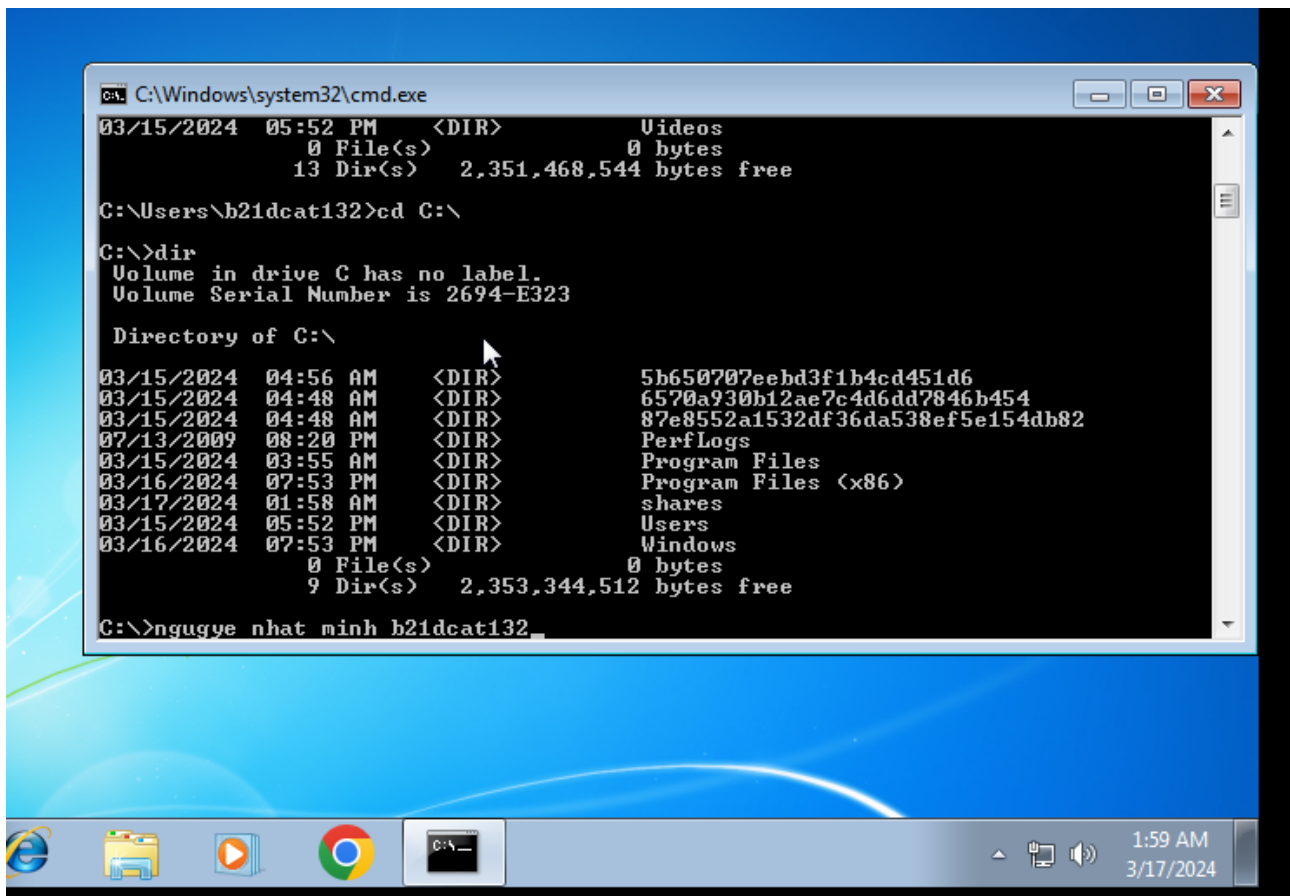 C:\Windows\system32\cmd.exe
03/15/2024  05:52 PM    <DIR>          Videos
               0 File(s)              0 bytes
              13 Dir(s)   2,351,468,544 bytes free
C:\Users\b21dcat132>cd C:\
C:\>dir
 Volume in drive C has no label.
 Volume Serial Number is 2694-E323
 Directory of C:\
03/15/2024  04:56 AM    <DIR>          5b650707eebd3f1b4cd451d6
03/15/2024  04:48 AM    <DIR>          6570a930b12ae7c4d6dd7846b454
03/15/2024  04:48 AM    <DIR>          87e8552a1532df36da538ef5e154db82
07/13/2009  08:20 PM    <DIR>          PerfLogs
03/15/2024  03:55 AM    <DIR>          Program Files
03/16/2024  07:53 PM    <DIR>          Program Files (x86)
03/17/2024  01:58 AM    <DIR>          shares
03/15/2024  05:52 PM    <DIR>          Users
03/16/2024  07:53 PM    <DIR>          Windows
               0 File(s)              0 bytes
               9 Dir(s)   2,353,344,512 bytes free
C:\>ngugye nhat minh b21dcat132_
1:59 AM
3/17/2024